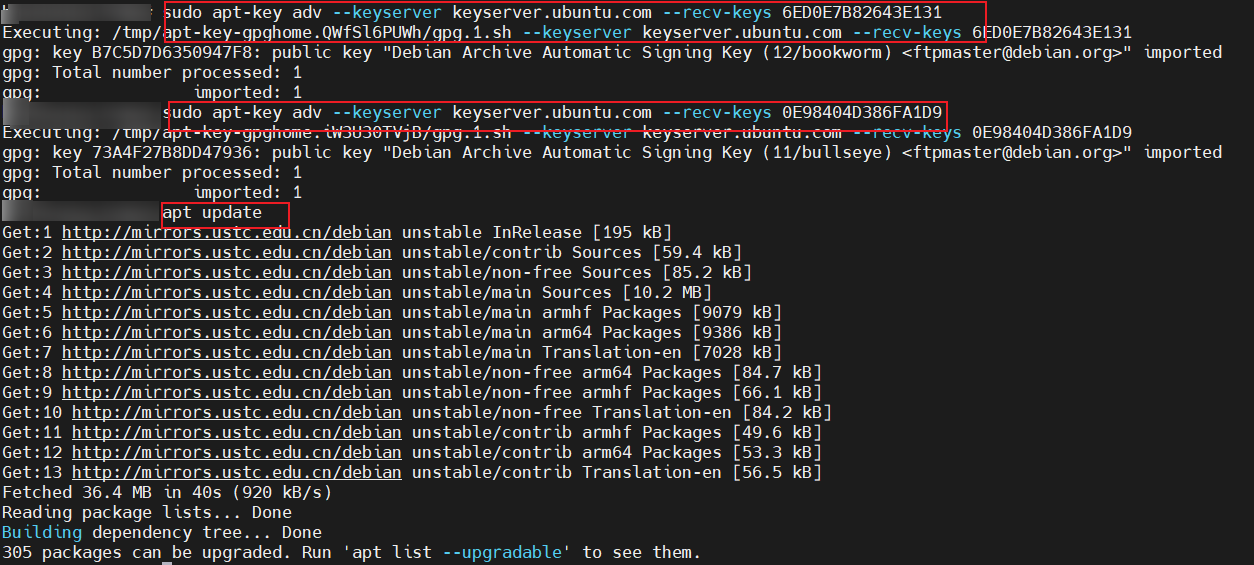 sudo apt-key adv --keyserver keyserver.ubuntu.com --recv-keys 6ED0E7B82643E131
Executing: /tmp/apt-key-gpghome.QWfSl6PUWh/gpg.1.sh --keyserver keyserver.ubuntu.com --recv-keys 6ED0E7B82643E131
gpg: key B7C5D7D6350947F8: public key "Debian Archive Automatic Signing Key (12/bookworm) <ftpmaster@debian.org>" imported
gpg: Total number processed: 1
gpg:               imported: 1
sudo apt-key adv --keyserver keyserver.ubuntu.com --recv-keys 0E98404D386FA1D9
Executing: /tmp/apt-key-gpghome.iW3U30TVjB/gpg.1.sh --keyserver keyserver.ubuntu.com --recv-keys 0E98404D386FA1D9
gpg: key 73A4F27B8DD47936: public key "Debian Archive Automatic Signing Key (11/bullseye) <ftpmaster@debian.org>" imported
gpg: Total number processed: 1
gpg:               imported: 1
apt update
Get:1 http://mirrors.ustc.edu.cn/debian unstable InRelease [195 kB]
Get:2 http://mirrors.ustc.edu.cn/debian unstable/contrib Sources [59.4 kB]
Get:3 http://mirrors.ustc.edu.cn/debian unstable/non-free Sources [85.2 kB]
Get:4 http://mirrors.ustc.edu.cn/debian unstable/main Sources [10.2 MB]
Get:5 http://mirrors.ustc.edu.cn/debian unstable/main armhf Packages [9079 kB]
Get:6 http://mirrors.ustc.edu.cn/debian unstable/main arm64 Packages [9386 kB]
Get:7 http://mirrors.ustc.edu.cn/debian unstable/main Translation-en [7028 kB]
Get:8 http://mirrors.ustc.edu.cn/debian unstable/non-free arm64 Packages [84.7 kB]
Get:9 http://mirrors.ustc.edu.cn/debian unstable/non-free armhf Packages [66.1 kB]
Get:10 http://mirrors.ustc.edu.cn/debian unstable/non-free Translation-en [84.2 kB]
Get:11 http://mirrors.ustc.edu.cn/debian unstable/contrib armhf Packages [49.6 kB]
Get:12 http://mirrors.ustc.edu.cn/debian unstable/contrib arm64 Packages [53.3 kB]
Get:13 http://mirrors.ustc.edu.cn/debian unstable/contrib Translation-en [56.5 kB]
Fetched 36.4 MB in 40s (920 kB/s)
Reading package lists... Done
Building dependency tree... Done
305 packages can be upgraded. Run 'apt list --upgradable' to see them.